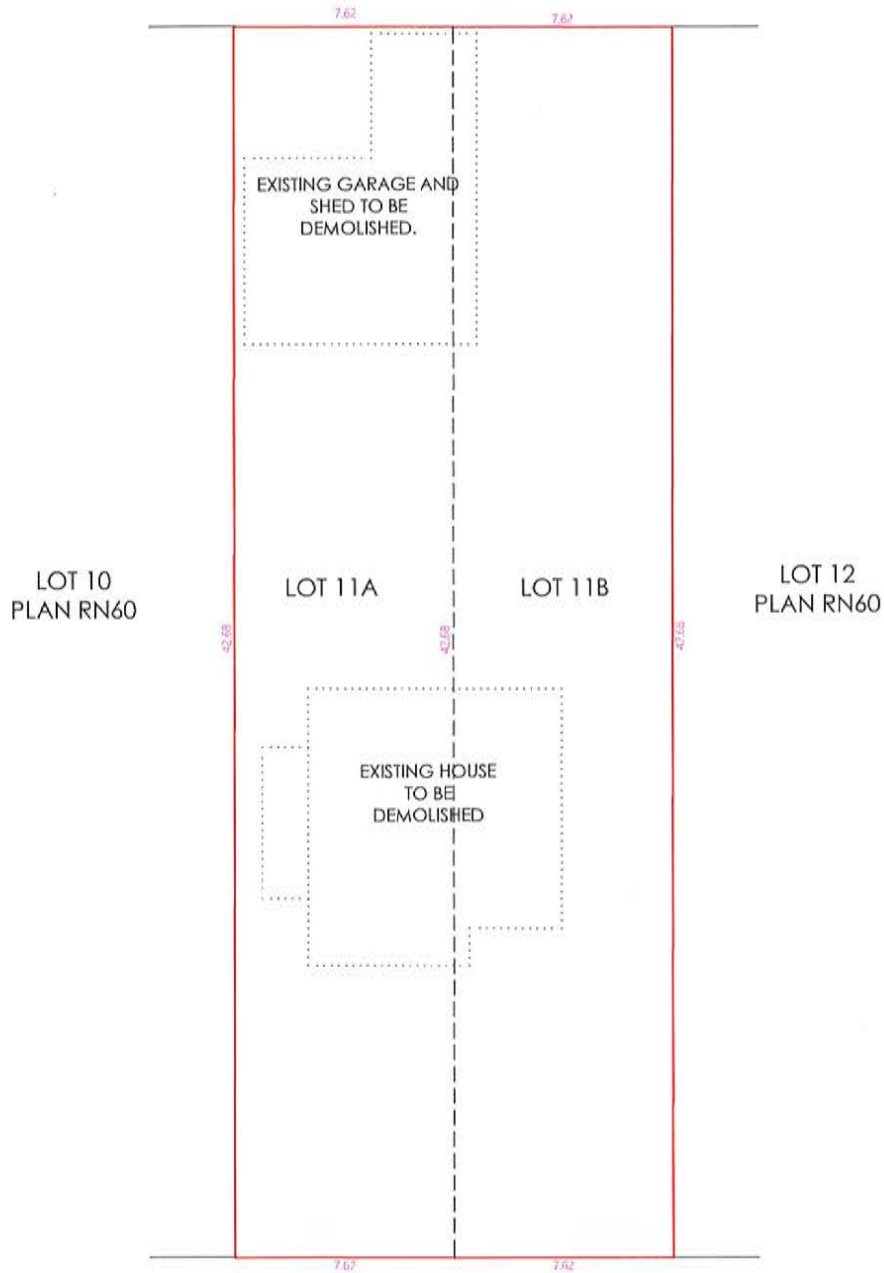 7.62
7.62
EXISTING GARAGE AND
SHED TO BE
DEMOLISHED.
LOT 10
PLAN RN60
LOT 11A
LOT 11B
LOT 12
PLAN RN60
42.68
42.68
42.68
EXISTING HOUSE
TO BE
DEMOLISHED
7.62
7.62